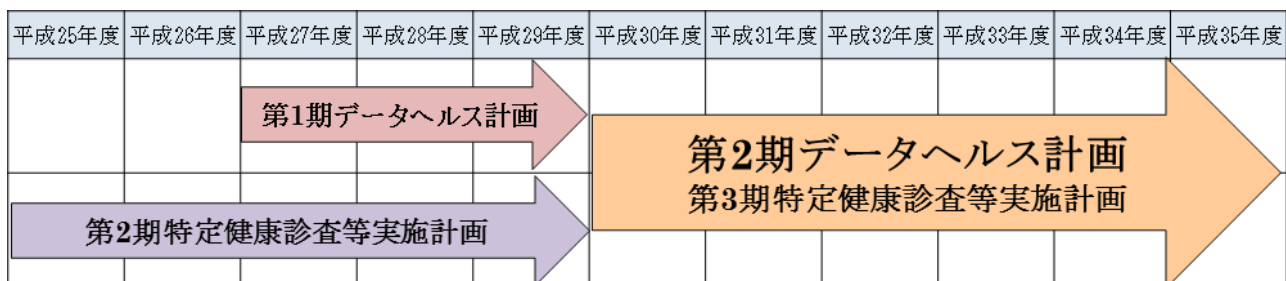 平成25年度 平成26年度 平成27年度 平成28年度 平成29年度 平成30年度 平成31年度 平成32年度 平成33年度 平成34年度 平成35年度
第1期データヘルス計画
第2期データヘルス計画
第3期特定健康診査等実施計画
第2期特定健康診査等実施計画